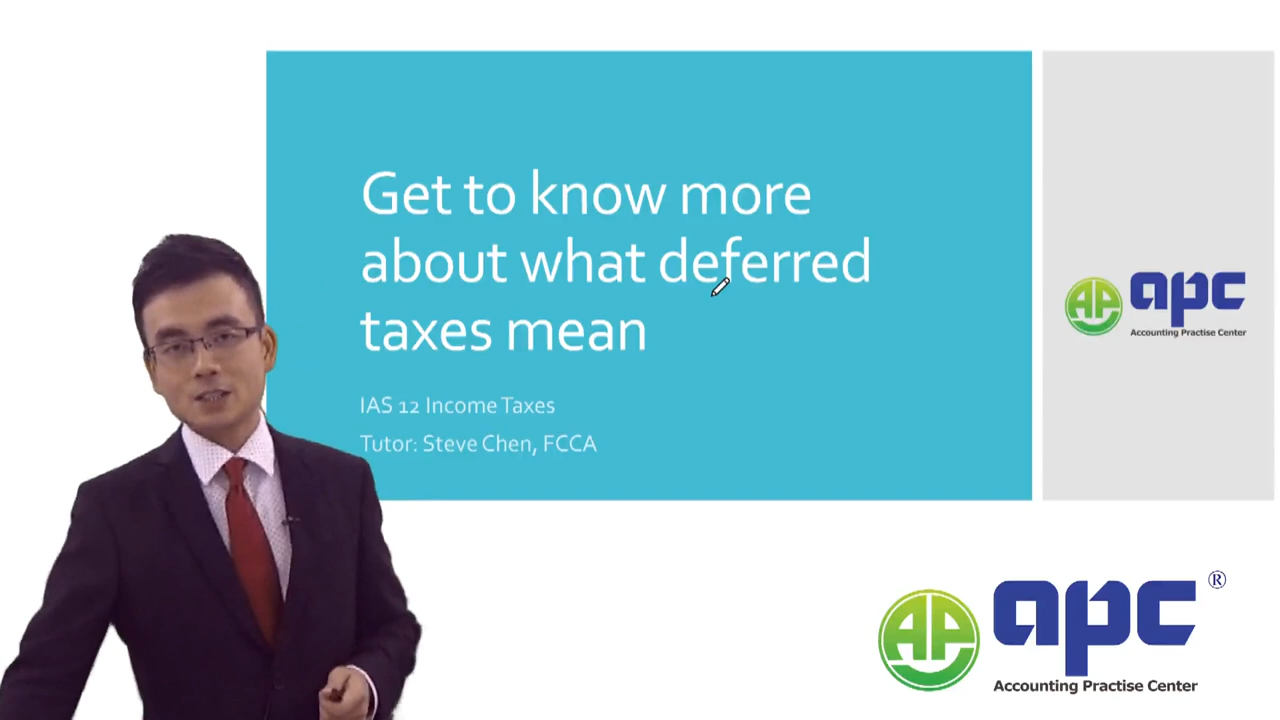 Get to know more
about what deferred
taxes mean
IAS 12 Income Taxes
Tutor: Steve Chen, FCCA
AP apc
Accounting Practise Center
AP apc ®
Accounting Practise Center